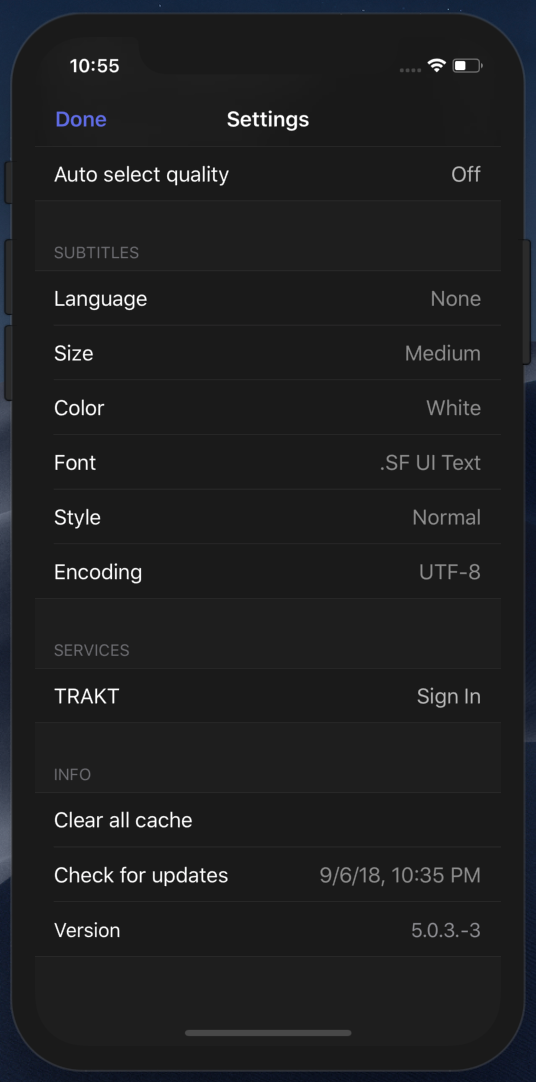 10:55
Done Settings
Auto select quality Off
SUBTITLES
Language None
Size Medium
Color White
Font .SF UI Text
Style Normal
Encoding UTF-8
SERVICES
TRAKT Sign In
INFO
Clear all cache
Check for updates 9/6/18, 10:35 PM
Version 5.0.3.-3